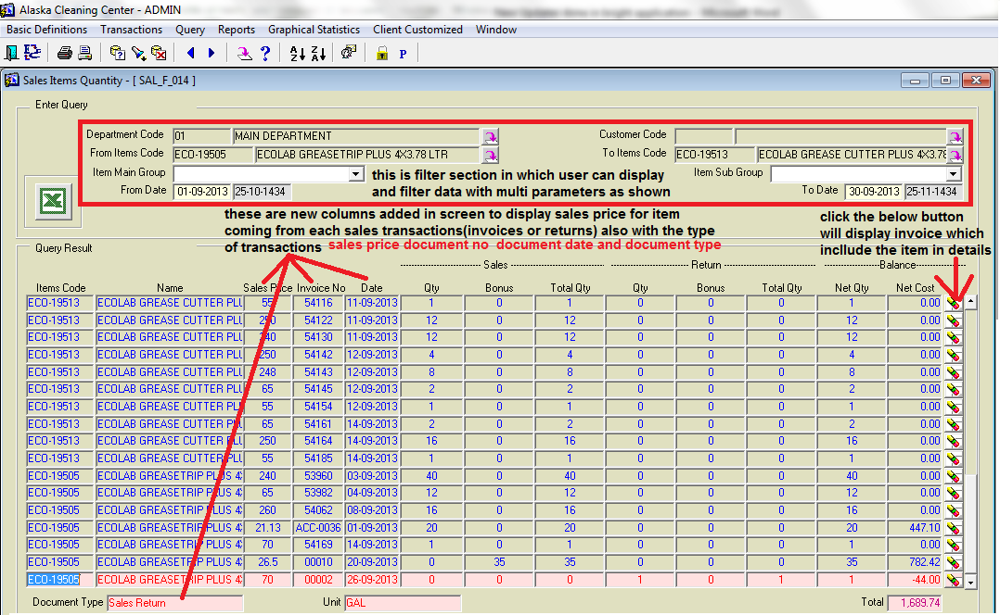 Alaska Cleaning Center - ADMIN
Basic Definitions Transactions Query Reports Graphical Statistics Client Customized Window
Sales Items Quantity - [ SAL_F_014 ]
Enter Query
Department Code 01 MAIN DEPARTMENT Customer Code
From Items Code ECO-19505 ECOLAB GREASETRIP PLUS 4X3.78 LTR To Items Code ECO-19513 ECOLAB GREASE CUTTER PLUS 4X3.78
Item Main Group Item Sub Group
this is filter section in which user can display
and filter data with multi parameters as shown
From Date 01-09-2013 25-10-1434 To Date 30-09-2013 25-11-1434
these are new columns added in screen to display sales price for item
coming from each sales transactions(invoices or returns) also with the type
of transactions sales price document no document date and document type
click the below button
will display invoice which
include the item in details
Query Result
Sales Return Balance
Items Code Name Sales Price Invoice No Date Qty Bonus Total Qty Qty Bonus Total Qty Net Qty Net Cost
ECO-19513 ECOLAB GREASE CUTTER PLU 55 54116 11-09-2013 1 0 1 0 0 0 1 0.00
ECO-19513 ECOLAB GREASE CUTTER PLU 54122 11-09-2013 12 0 12 0 0 0 12 0.00
ECO-19513 ECOLAB GREASE CUTTER PLU 54130 11-09-2013 12 0 12 0 0 0 12 0.00
ECO-19513 ECOLAB GREASE CUTTER PLU 250 54142 12-09-2013 4 0 4 0 0 0 4 0.00
ECO-19513 ECOLAB GREASE CUTTER PLU 248 54143 12-09-2013 8 0 8 0 0 0 8 0.00
ECO-19513 ECOLAB GREASE CUTTER PLU 65 54145 12-09-2013 2 0 2 0 0 0 2 0.00
ECO-19513 ECOLAB GREASE CUTTER PLU 55 54154 12-09-2013 1 0 1 0 0 0 1 0.00
ECO-19513 ECOLAB GREASE CUTTER PLU 65 54161 14-09-2013 2 0 2 0 0 0 2 0.00
ECO-19513 ECOLAB GREASE CUTTER PLU 250 54164 14-09-2013 16 0 16 0 0 0 16 0.00
ECO-19513 ECOLAB GREASE CUTTER PLU 55 54185 14-09-2013 1 0 1 0 0 0 1 0.00
ECO-19505 ECOLAB GREASETRIP PLUS 4X 240 53960 03-09-2013 40 0 40 0 0 0 40 0.00
ECO-19505 ECOLAB GREASETRIP PLUS 4X 65 53982 04-09-2013 12 0 12 0 0 0 12 0.00
ECO-19505 ECOLAB GREASETRIP PLUS 4X 260 54062 08-09-2013 16 0 16 0 0 0 16 0.00
ECO-19505 ECOLAB GREASETRIP PLUS 4X 21.13 ACC-0036 01-09-2013 20 0 20 0 0 0 20 447.10
ECO-19505 ECOLAB GREASETRIP PLUS 4X 70 54169 14-09-2013 1 0 1 0 0 0 1 0.00
ECO-19505 ECOLAB GREASETRIP PLUS 4X 26.5 00010 20-09-2013 0 35 35 0 0 0 35 782.42
ECO-19505 ECOLAB GREASETRIP PLUS 4X 70 00002 26-09-2013 0 0 0 1 0 1 1 -44.00
Document Type Sales Return Unit GAL Total 1,689.74